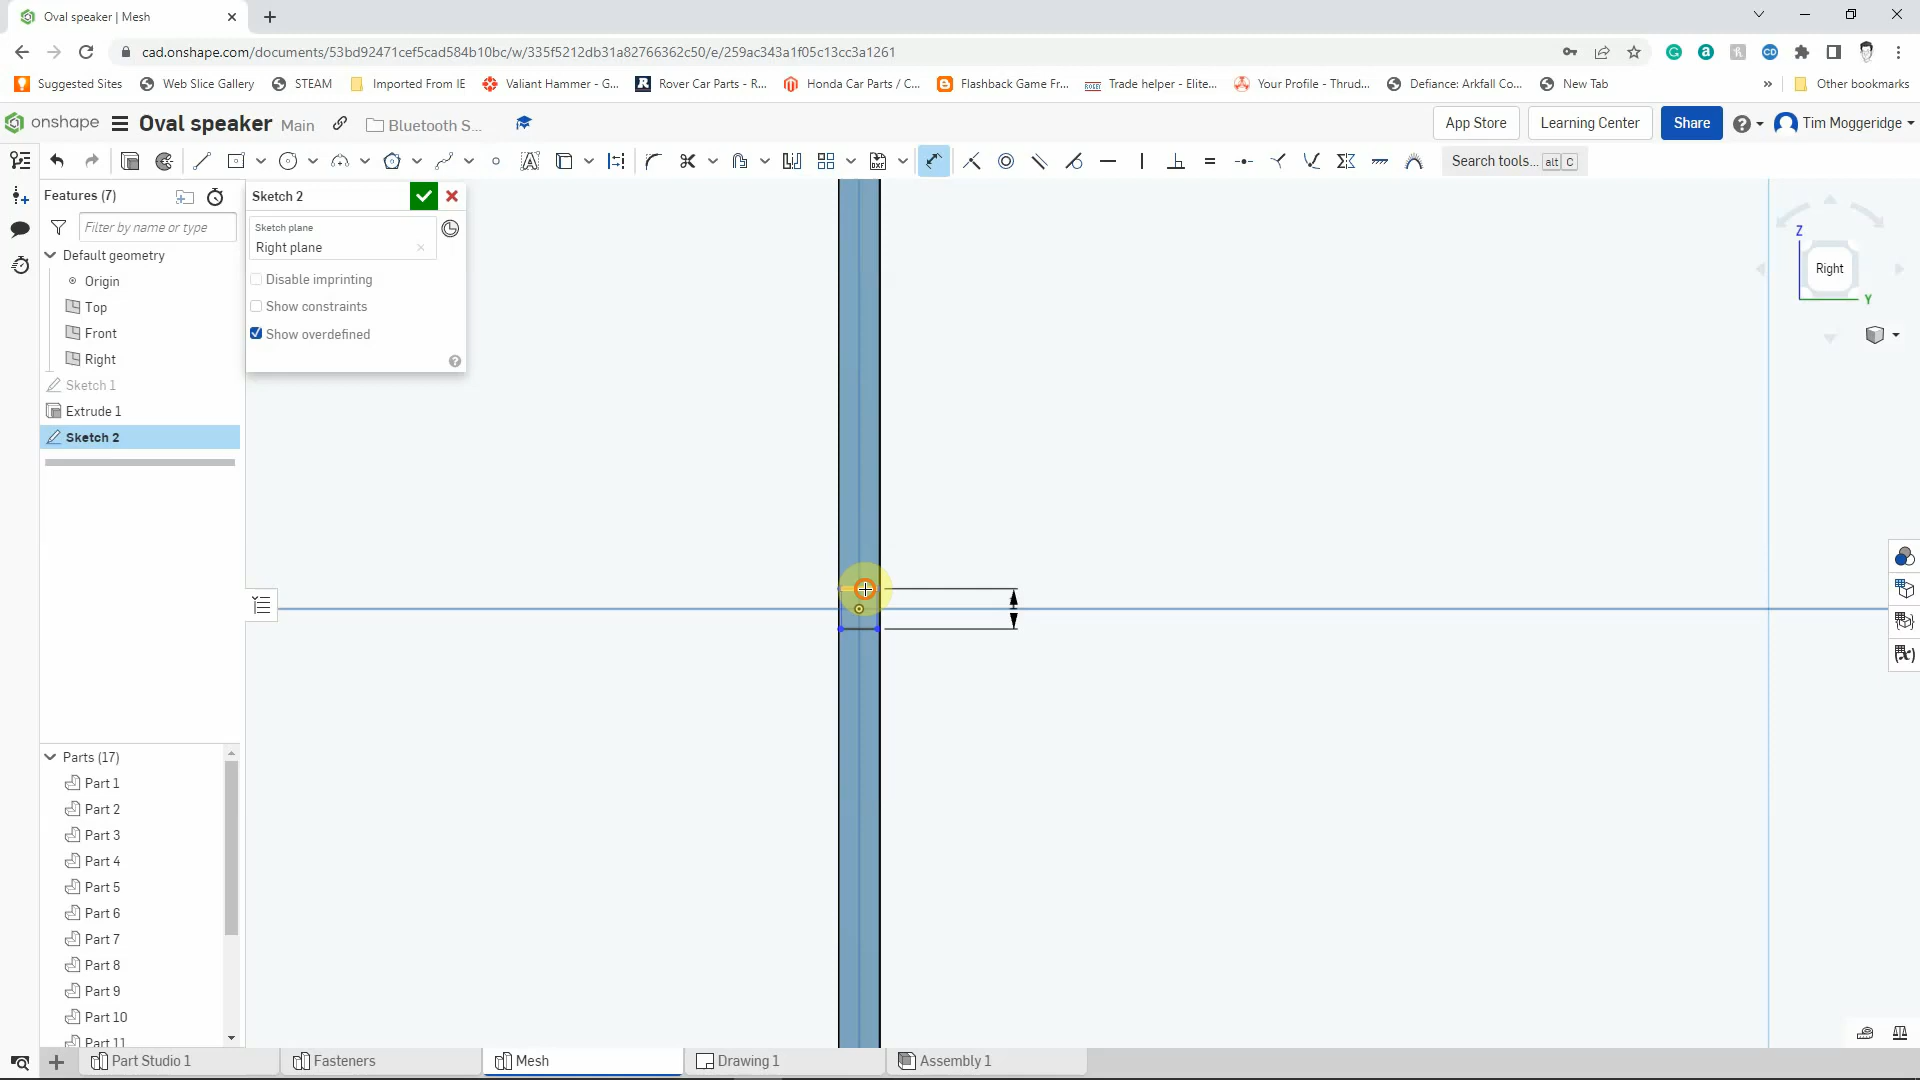 Oval speaker | Mesh
cad.onshape.com/documents/53bd92471cef5cad584b10bc/w/335f5212db31a82766362c50/e/259ac343a1f05c13cc3a1261
Suggested Sites
Web Slice Gallery
STEAM
Imported From IE
Valiant Hammer - G...
Rover Car Parts - R...
Honda Car Parts / C...
Flashback Game Fr...
Trade helper - Elite...
Your Profile - Thrud...
Defiance: Arkfall Co...
New Tab
»
Other bookmarks
onshape
Oval speaker Main
Bluetooth S...
App Store
Learning Center
Share
Tim Moggeridge
Search tools... alt C
Features (7)
Filter by name or type
Default geometry
Origin
Top
Front
Right
Sketch 1
Extrude 1
Sketch 2
Sketch 2
Sketch plane
Right plane
Disable imprinting
Show constraints
Show overdefined
Z
Right
Y
Parts (17)
Part 1
Part 2
Part 3
Part 4
Part 5
Part 6
Part 7
Part 8
Part 9
Part 10
Part 11
Part Studio 1
Fasteners
Mesh
Drawing 1
Assembly 1